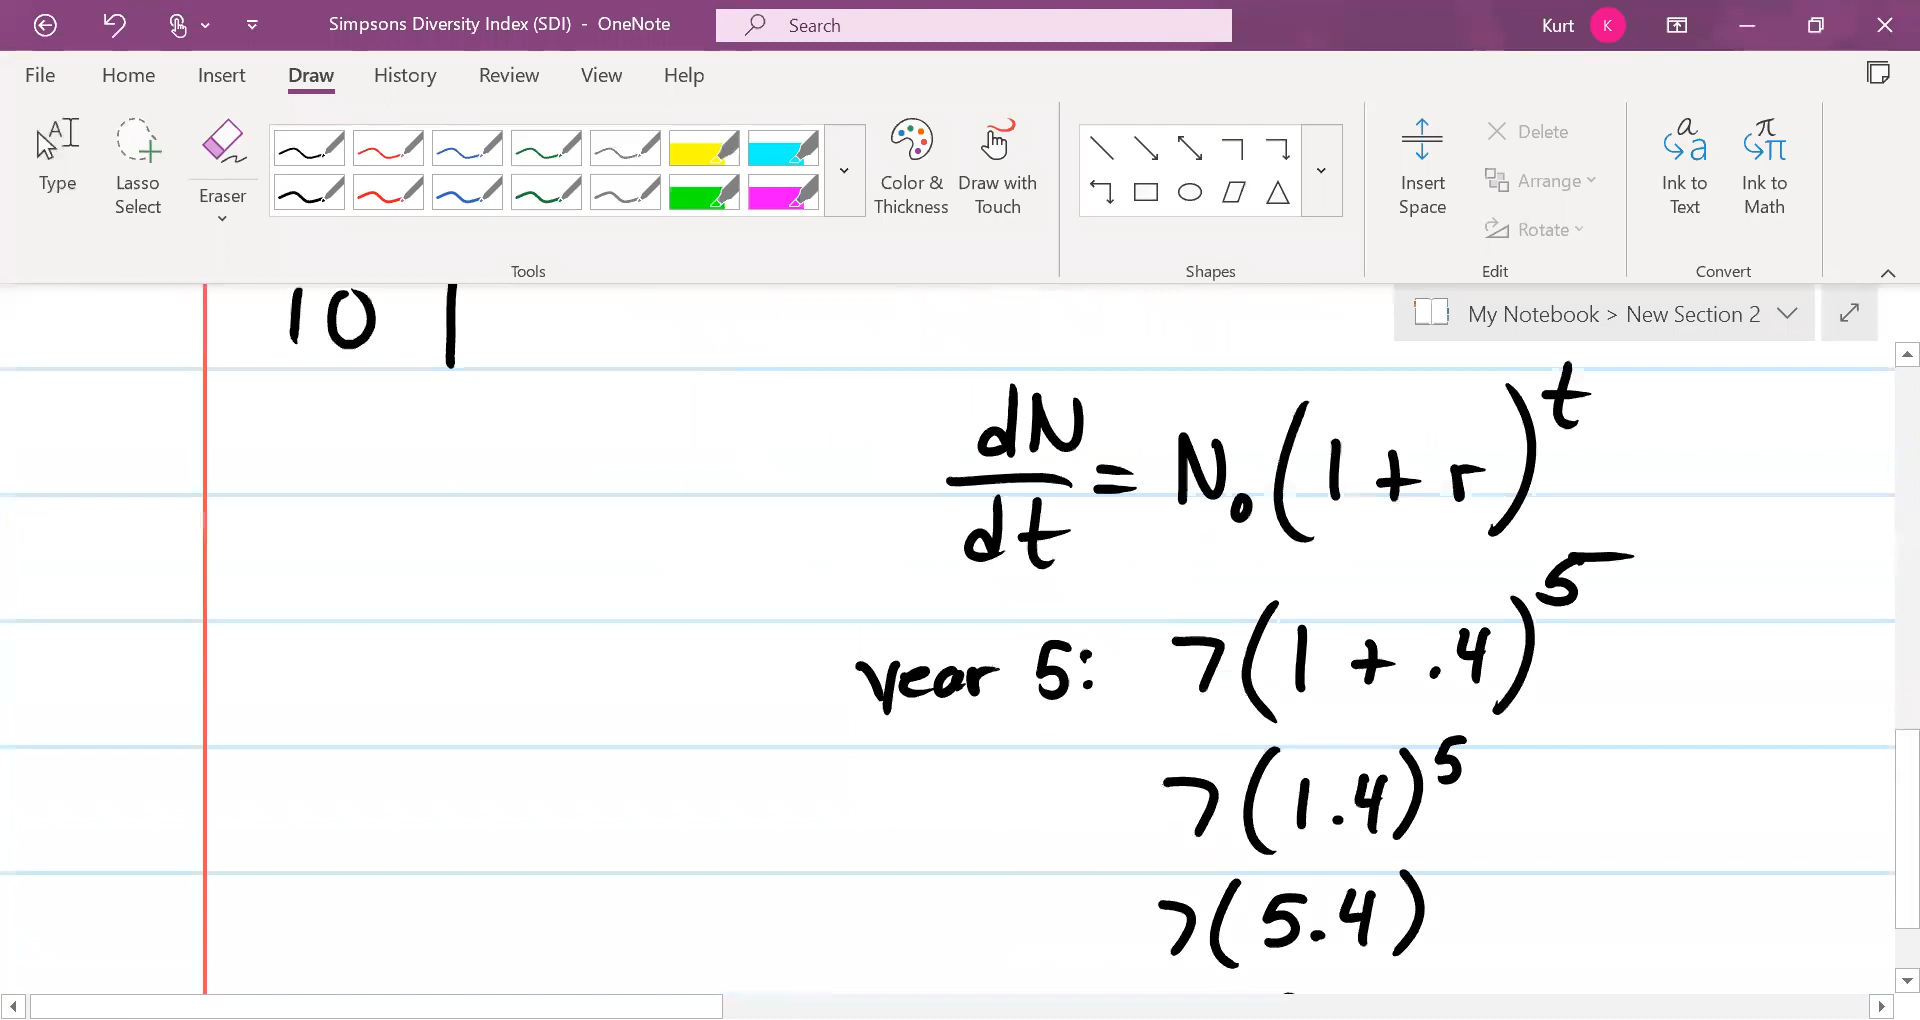 Simpsons Diversity Index (SDI) - OneNote
Search
Kurt K
File Home Insert Draw History Review View Help
Type
Lasso Select
Eraser
Color & Thickness
Draw with Touch
Insert Space
Delete
Arrange
Rotate
Ink to Text
Ink to Math
Tools Shapes Edit Convert
My Notebook > New Section 2
10
dN/dt = N₀(1 + r)^t
year 5: 7(1 + .4)^5
7(1.4)^5
7(5.4)